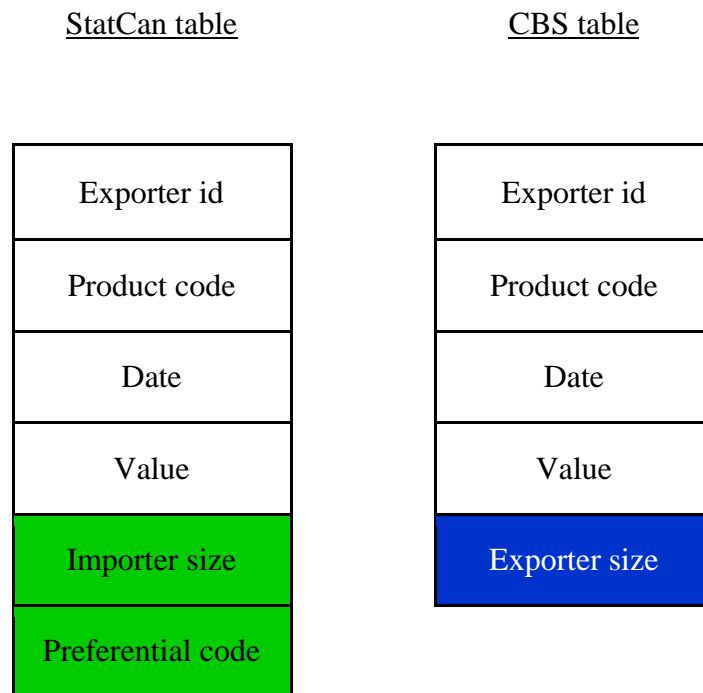 StatCan table
CBS table
Exporter id
Product code
Date
Value
Importer size
Preferential code
Exporter id
Product code
Date
Value
Exporter size